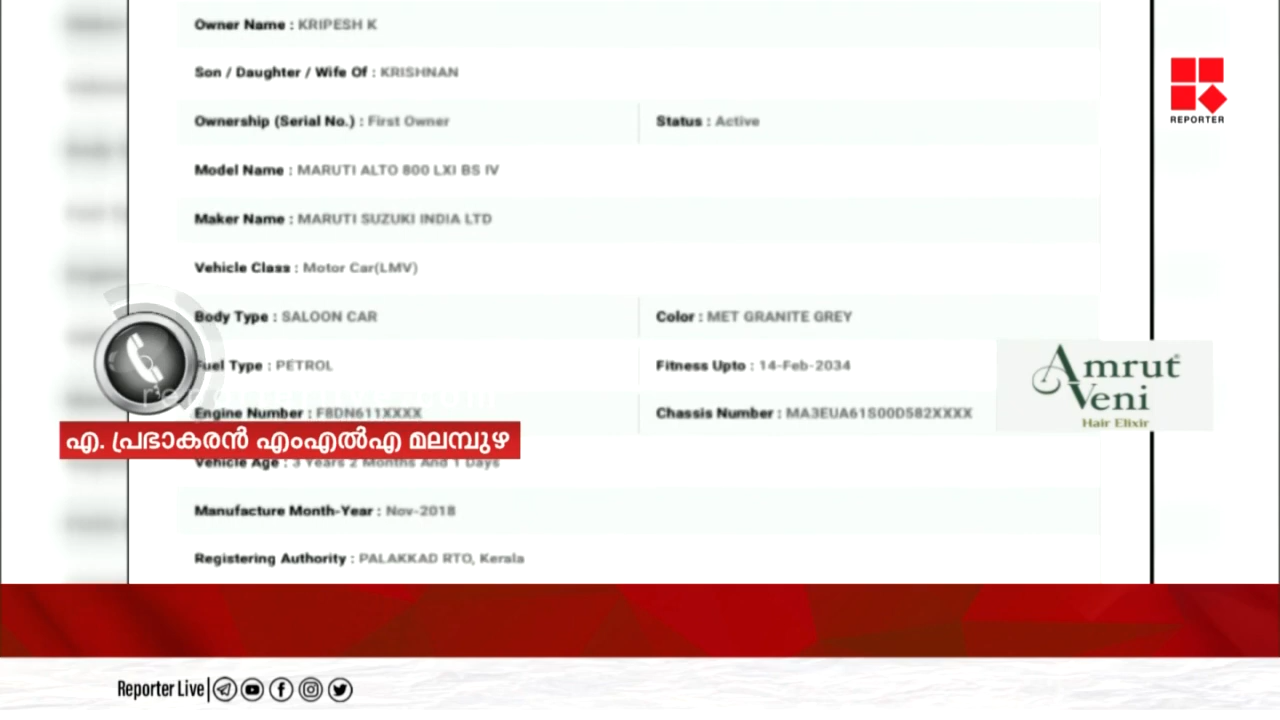 Owner Name : KRIPESH K
Son / Daughter / Wife Of : KRISHNAN
REPORTER
Ownership (Serial No.) : First Owner Status : Active
Model Name : MARUTI ALTO 800 LXI BS IV
Maker Name : MARUTI SUZUKI INDIA LTD
Vehicle Class : Motor Car(LMV)
Body Type : SALOON CAR Color : MET GRANITE GREY
Fuel Type : PETROL Fitness Upto : 14-Feb-2034
Amrut
Veni
Hair Elixir
Engine Number : F8DN611XXXX Chassis Number : MA3EUA61S00D582XXXX
എ. പ്രഭാകരൻ എംഎൽഎ മലമ്പുഴ
Vehicle Age : 3 Years 2 Months And 1 Days
Manufacture Month-Year : Nov-2018
Registering Authority : PALAKKAD RTO, Kerala
Reporter Live